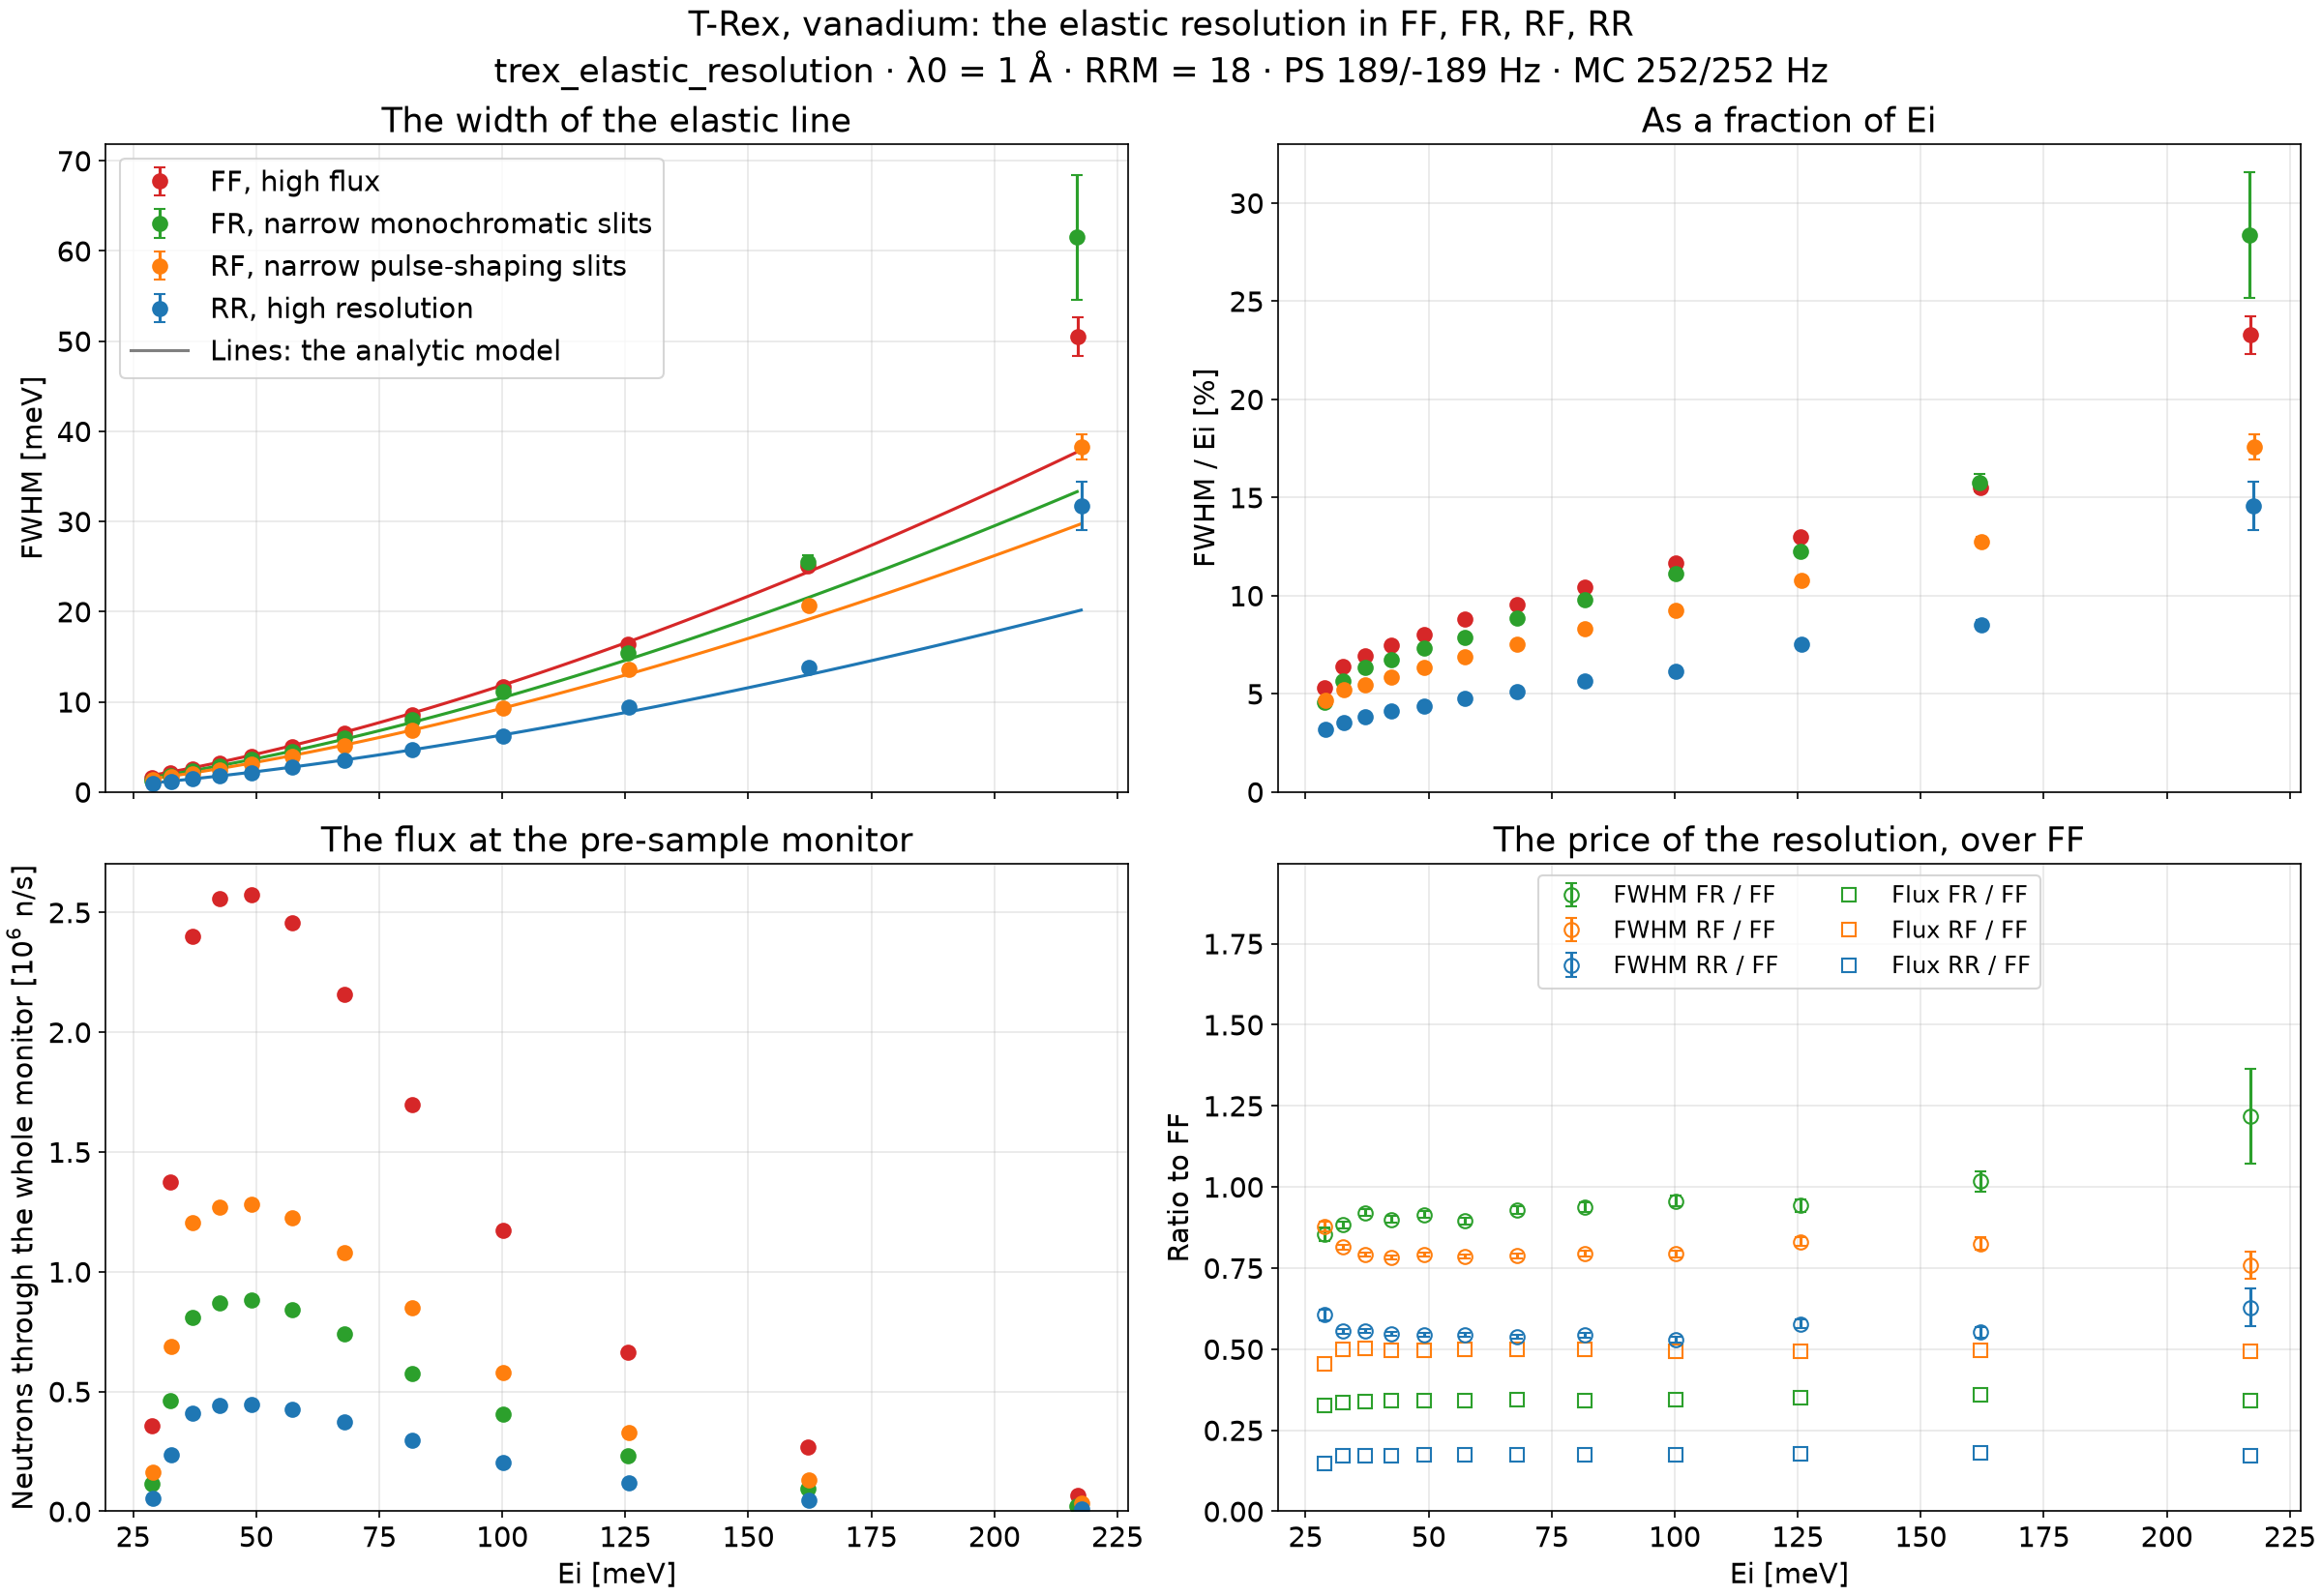 T-Rex, vanadium: the elastic resolution in FF, FR, RF, RR
trex_elastic_resolution · λ0 = 1 Å · RRM = 18 · PS 189/-189 Hz · MC 252/252 Hz
The width of the elastic line
FWHM [meV]
70
60
50
40
30
20
10
0
FF, high flux
FR, narrow monochromatic slits
RF, narrow pulse-shaping slits
RR, high resolution
Lines: the analytic model
As a fraction of Ei
FWHM / Ei [%]
30
25
20
15
10
5
0
The flux at the pre-sample monitor
Neutrons through the whole monitor [10⁶ n/s]
2.5
2.0
1.5
1.0
0.5
0.0
25 50 75 100 125 150 175 200 225
Ei [meV]
The price of the resolution, over FF
Ratio to FF
1.75
1.50
1.25
1.00
0.75
0.50
0.25
0.00
FWHM FR / FF
FWHM RF / FF
FWHM RR / FF
Flux FR / FF
Flux RF / FF
Flux RR / FF
25 50 75 100 125 150 175 200 225
Ei [meV]